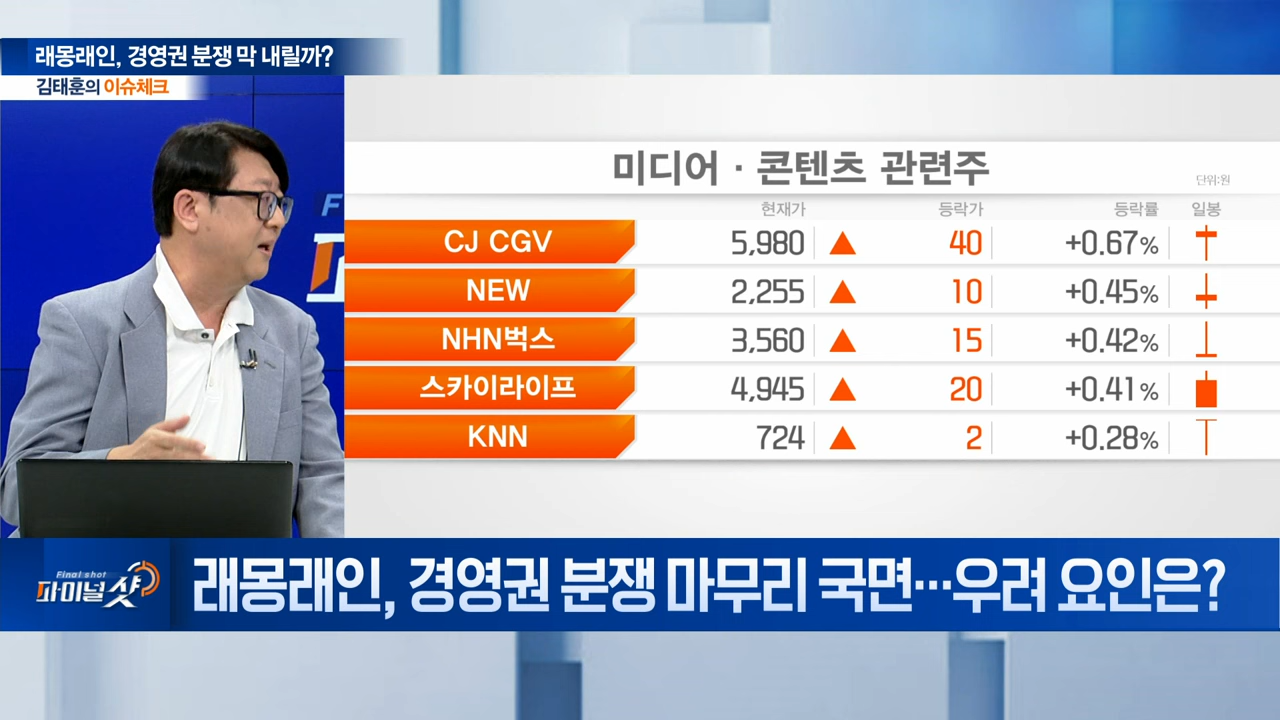 래몽래인, 경영권 분쟁 막 내릴까?
김태훈의 이슈체크
미디어 · 콘텐츠 관련주
단위:원
현재가 등락가 등락률 일봉
CJ CGV 5,980 ▲ 40 +0.67%
NEW 2,255 ▲ 10 +0.45%
NHN벅스 3,560 ▲ 15 +0.42%
스카이라이프 4,945 ▲ 20 +0.41%
KNN 724 ▲ 2 +0.28%
Final shot
파이널샷
래몽래인, 경영권 분쟁 마무리 국면…우려 요인은?